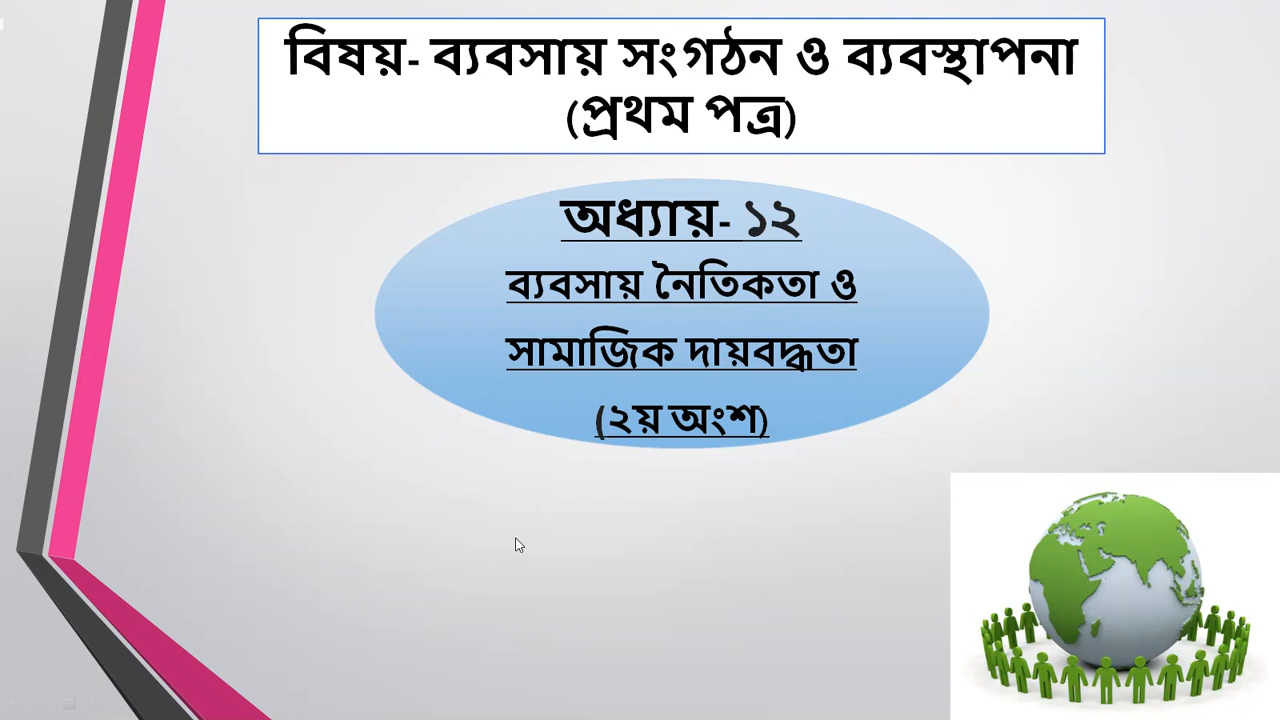 বিষয়- ব্যবসায় সংগঠন ও ব্যবস্থাপনা
(প্রথম পত্র)
অধ্যায়- ১২
ব্যবসায় নৈতিকতা ও
সামাজিক দায়বদ্ধতা
(২য় অংশ)